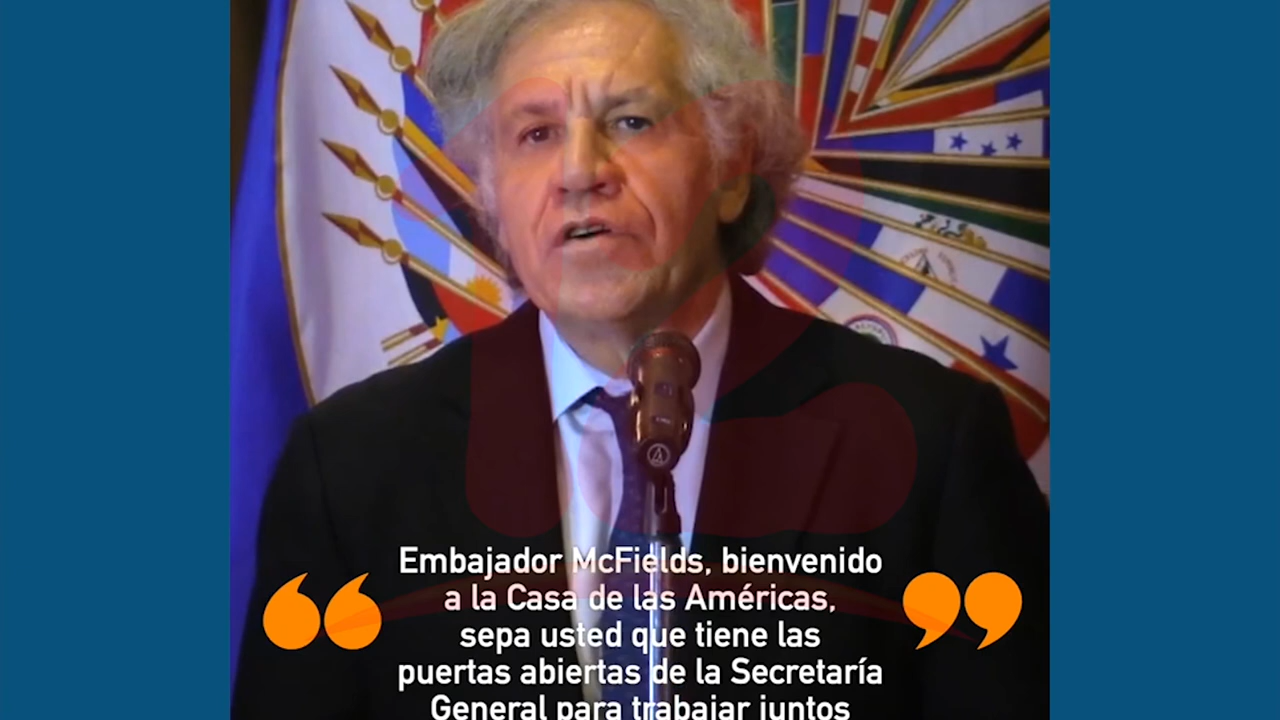 Embajador McFields, bienvenido
a la Casa de las Américas,
sepa usted que tiene las
puertas abiertas de la Secretaría
General para trabajar juntos